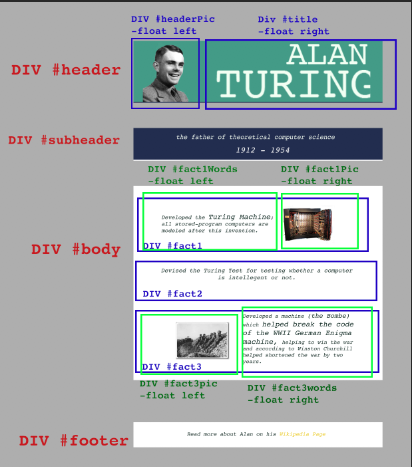 DIV #headerPic
-float left
Div #title
-float right
DIV #header
ALAN
TURING
DIV #subheader
the father of theoretical computer science
1912 - 1954
DIV #fact1Words
-float left
DIV #fact1Pic
-float right
DIV #body
Developed the Turing Machine;
all stored-program computers are
modeled after this invention.
DIV #fact1
Devised the Turing Test for testing whether a computer
is intelligent or not.
DIV #fact2
Developed a machine (the Bombe)
which helped break the code
of the WWII German Enigma
machine, helping to win the war
and according to Winston Churchill
helped shortened the war by two
years.
DIV #fact3
DIV #fact3pic
-float left
DIV #fact3words
-float right
DIV #footer
Read more about Alan on his Wikipedia Page